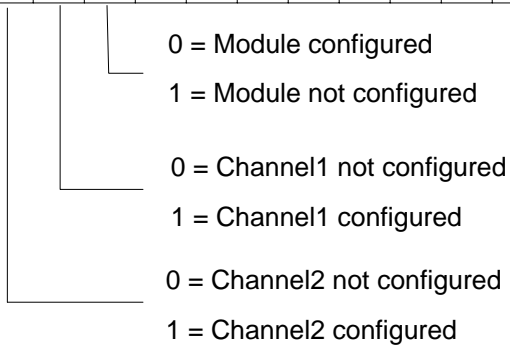 0 = Module configured
1 = Module not configured
0 = Channel1 not configured
1 = Channel1 configured
0 = Channel2 not configured
1 = Channel2 configured